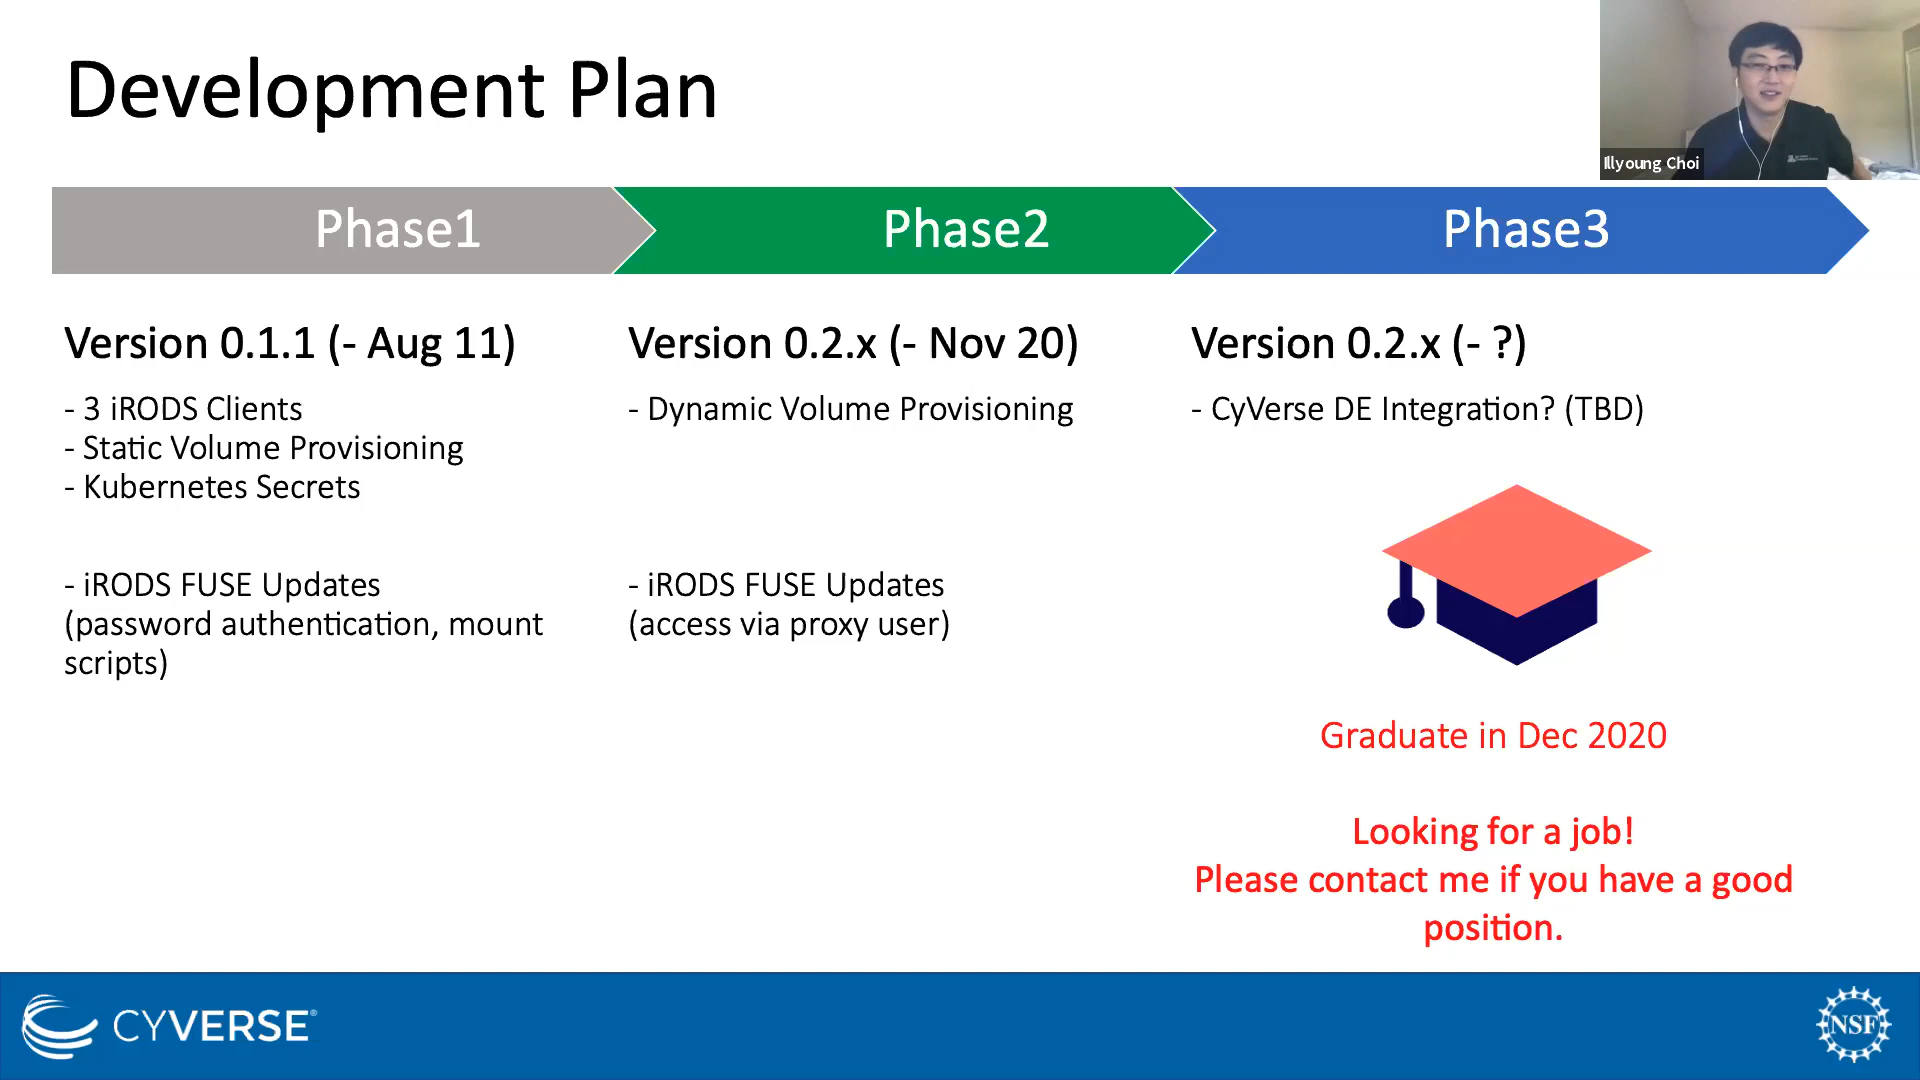 Development Plan
Illyoung Choi
Phase1
Phase2
Phase3
Version 0.1.1 (- Aug 11)
- 3 iRODS Clients
- Static Volume Provisioning
- Kubernetes Secrets
- iRODS FUSE Updates
(password authentication, mount
scripts)
Version 0.2.x (- Nov 20)
- Dynamic Volume Provisioning
- iRODS FUSE Updates
(access via proxy user)
Version 0.2.x (- ?)
- CyVerse DE Integration? (TBD)
Graduate in Dec 2020
Looking for a job!
Please contact me if you have a good
position.
CYVERSE®
NSF